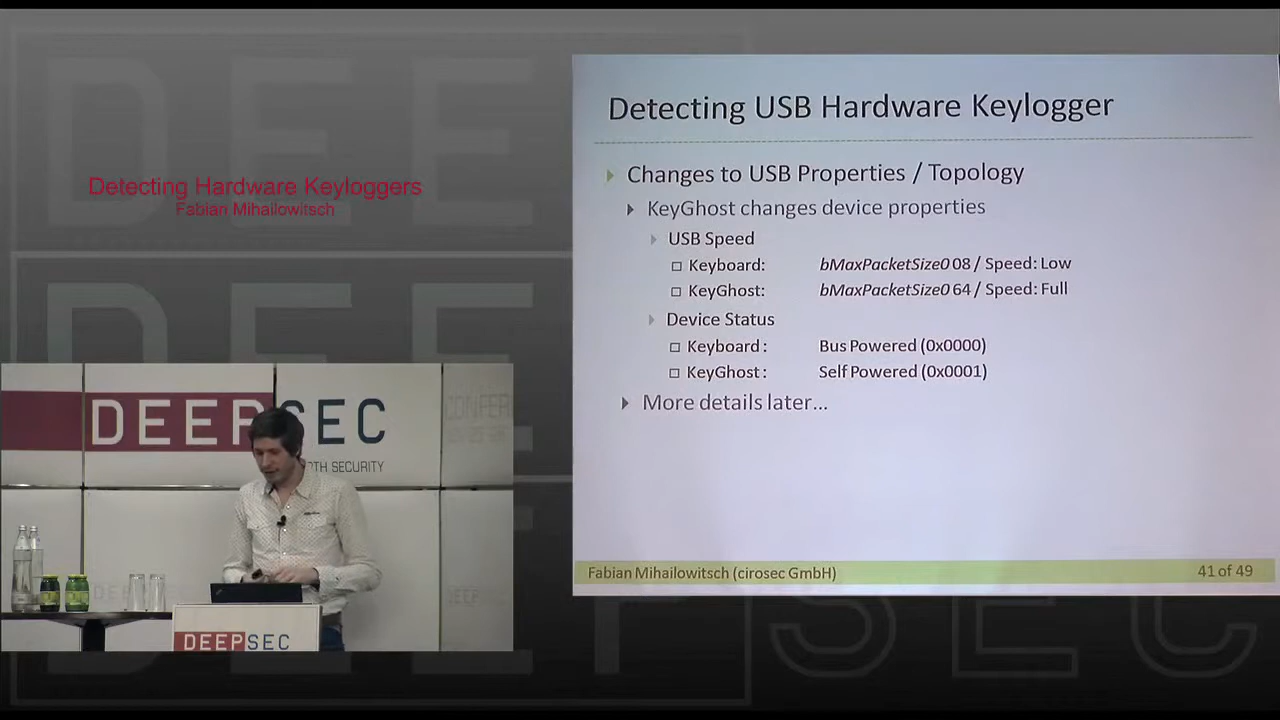 Detecting Hardware Keyloggers
Fabian Mihailowitsch
Detecting USB Hardware Keylogger
Changes to USB Properties / Topology
KeyGhost changes device properties
USB Speed
Keyboard: bMaxPacketSize0 08 / Speed: Low
KeyGhost: bMaxPacketSize0 64 / Speed: Full
Device Status
Keyboard : Bus Powered (0x0000)
KeyGhost : Self Powered (0x0001)
More details later...
Fabian Mihailowitsch (cirosec GmbH) 41 of 49
DEEPSEC
SECURITY
DEEPSEC